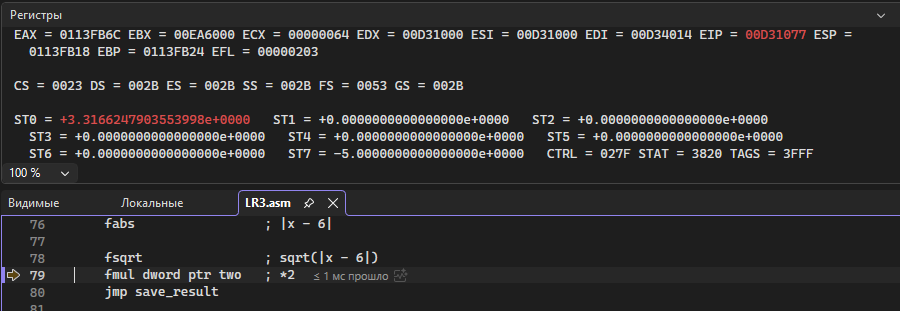 Регистры
EAX = 0113FB6C EBX = 00EA6000 ECX = 00000064 EDX = 00D31000 ESI = 00D31000 EDI = 00D34014 EIP = 00D31077 ESP =
0113FB18 EBP = 0113FB24 EFL = 00000203
CS = 0023 DS = 002B ES = 002B SS = 002B FS = 0053 GS = 002B
ST0 = +3.3166247903553998e+0000 ST1 = +0.0000000000000000e+0000 ST2 = +0.0000000000000000e+0000
ST3 = +0.0000000000000000e+0000 ST4 = +0.0000000000000000e+0000 ST5 = +0.0000000000000000e+0000
ST6 = +0.0000000000000000e+0000 ST7 = -5.0000000000000000e+0000 CTRL = 027F STAT = 3820 TAGS = 3FFF
100 %
Видимые Локальные LR3.asm
76 fabs ; |x - 6|
77
78 fsqrt ; sqrt(|x - 6|)
79 fmul dword ptr two ; *2 ≤ 1 мс прошло
80 jmp save_result
81